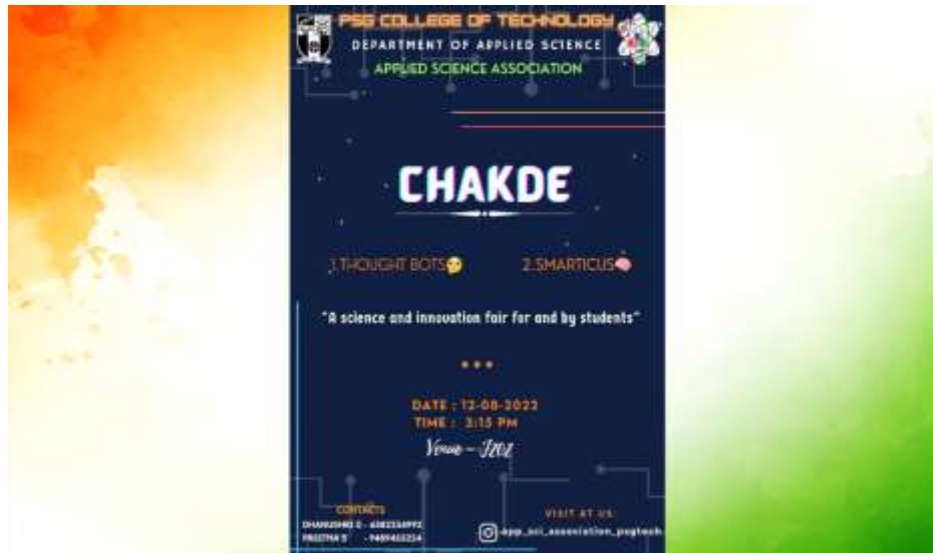 PSG COLLEGE OF TECHNOLOGY
DEPARTMENT OF APPLIED SCIENCE
APPLIED SCIENCE ASSOCIATION
CHAKDE
1.THOUGHT BOTS🤔 2.SMARTICUS🧠
"A science and innovation fair for and by students"
DATE : 12-08-2022
TIME : 3:15 PM
Venue -
CONTACTS
VISIT AT US:
DHANUSHRI
PREETHA S
app_sci_association_psgtech